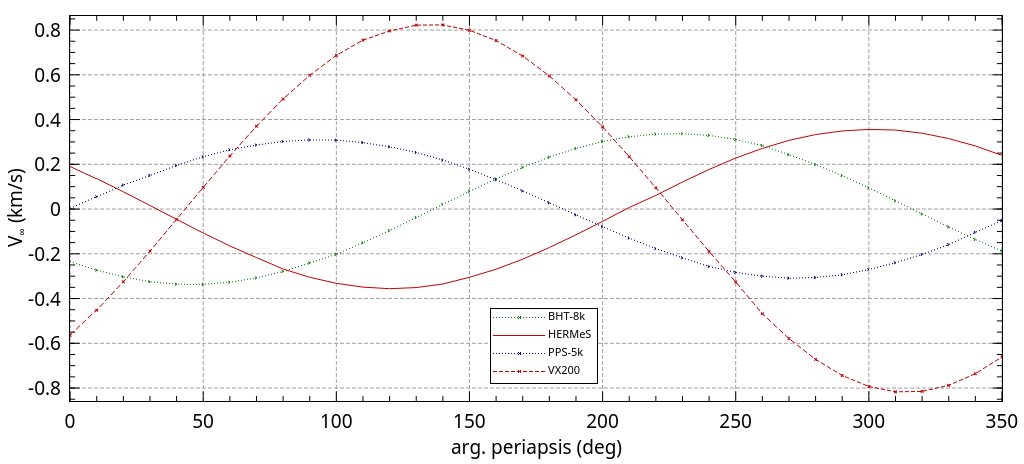 0.8
0.6
0.4
0.2
0
-0.2
-0.4
-0.6
-0.8
V∞ (km/s)
BHT-8k
HERMeS
PPS-5k
VX200
0 50 100 150 200 250 300 350
arg. periapsis (deg)